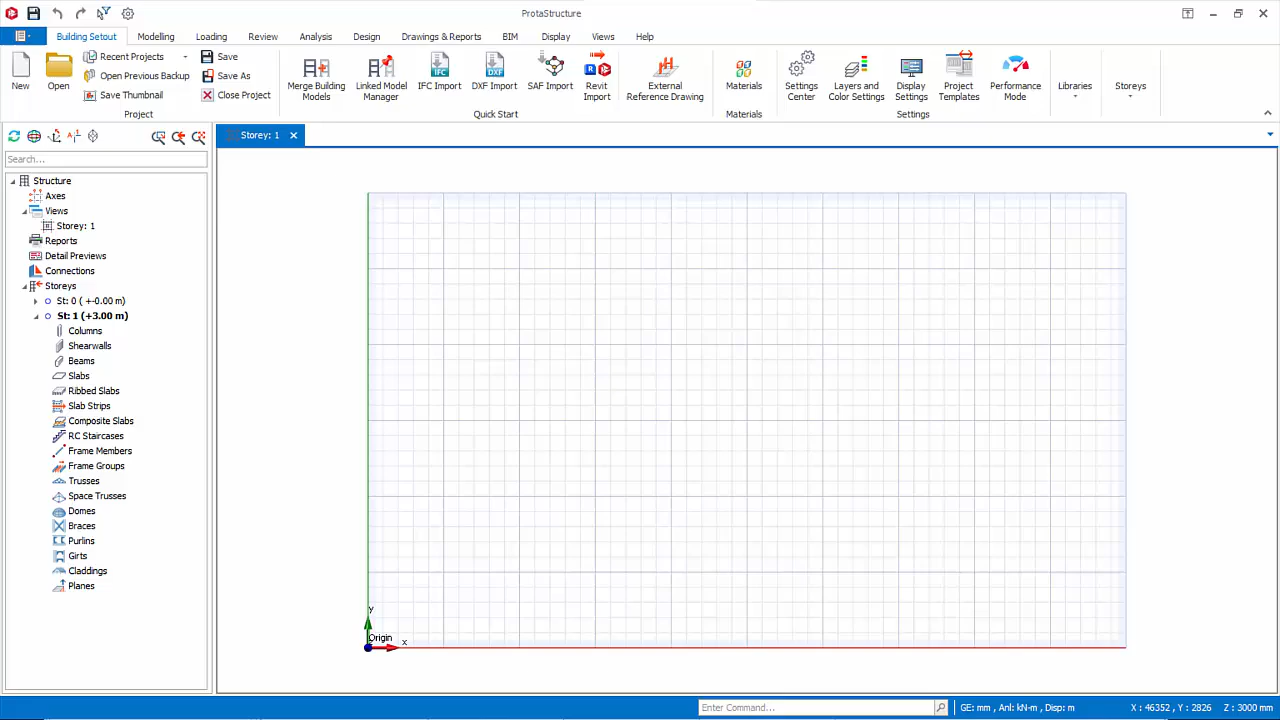 ProtaStructure
Building Setout
Modelling
Loading
Review
Analysis
Design
Drawings & Reports
BIM
Display
Views
Help
New
Open
Recent Projects
Open Previous Backup
Save Thumbnail
Save
Save As
Close Project
Project
Merge Building
Models
Linked Model
Manager
IFC
IFC Import
DXF
DXF Import
SAF Import
R
Revit
Import
Quick Start
External
Reference Drawing
Materials
Materials
Settings
Center
Layers and
Color Settings
Display
Settings
Project
Templates
Performance
Mode
Settings
Libraries
Storeys
Storey: 1
Search...
Structure
Axes
Views
Storey: 1
Reports
Detail Previews
Connections
Storeys
St: 0 ( +-0.00 m)
St: 1 (+3.00 m)
Columns
Shearwalls
Beams
Slabs
Ribbed Slabs
Slab Strips
Composite Slabs
RC Staircases
Frame Members
Frame Groups
Trusses
Space Trusses
Domes
Braces
Purlins
Girts
Claddings
Planes
y
Origin
x
Enter Command...
GE: mm , Anl: kN-m , Disp: m
X : 46352 , Y : 2826
Z : 3000 mm